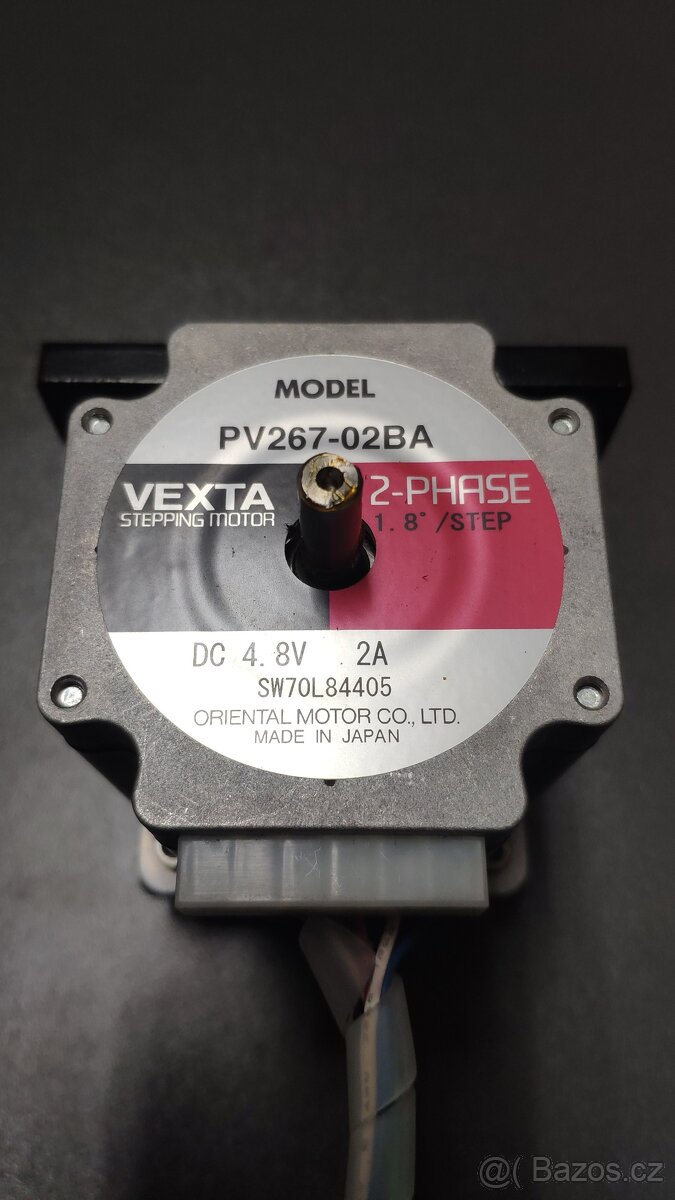 MODEL
PV267-02BA
VEXTA
STEPPING MOTOR
2-PHASE
1.8°/STEP
DC 4.8V 2A
SW70L84405
ORIENTAL MOTOR CO., LTD.
MADE IN JAPAN
@( Bazos.cz